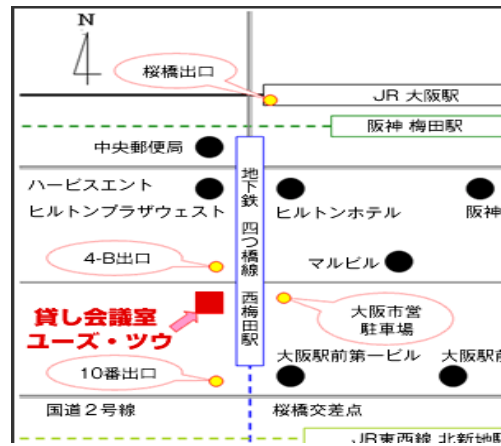 N
桜橋出口
JR 大阪駅
阪神 梅田駅
中央郵便局
ハービスエント
ヒルトンプラザウェスト
地下鉄 四つ橋線 西梅田駅
ヒルトンホテル
阪神
4-B出口
マルビル
貸し会議室
ユーズ・ツウ
大阪市営
駐車場
大阪駅前第一ビル
大阪駅前
10番出口
国道２号線
桜橋交差点
JR東西線 北新地駅